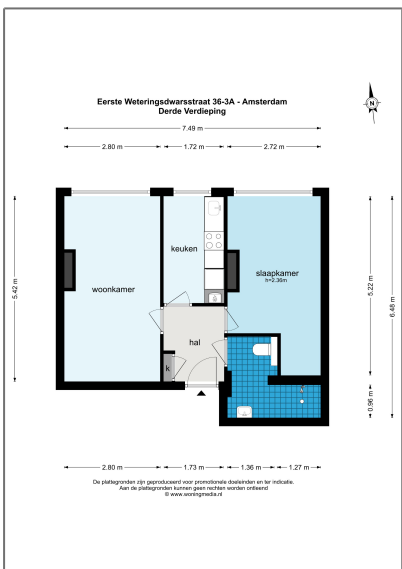 Eerste Weteringsdwarsstraat 36-3A - Amsterdam
Derde Verdieping
N
7.49 m
2.80 m 1.72 m 2.72 m
keuken
slaapkamer
h=2.36m
woonkamer
5.42 m
5.22 m
6.48 m
hal
k
0.96 m
2.80 m 1.73 m 1.36 m 1.27 m
De plattegronden zijn geproduceerd voor promotionele doeleinden en ter indicatie.
Aan de plattegronden kunnen geen rechten worden ontleend
© www.woningmedia.nl